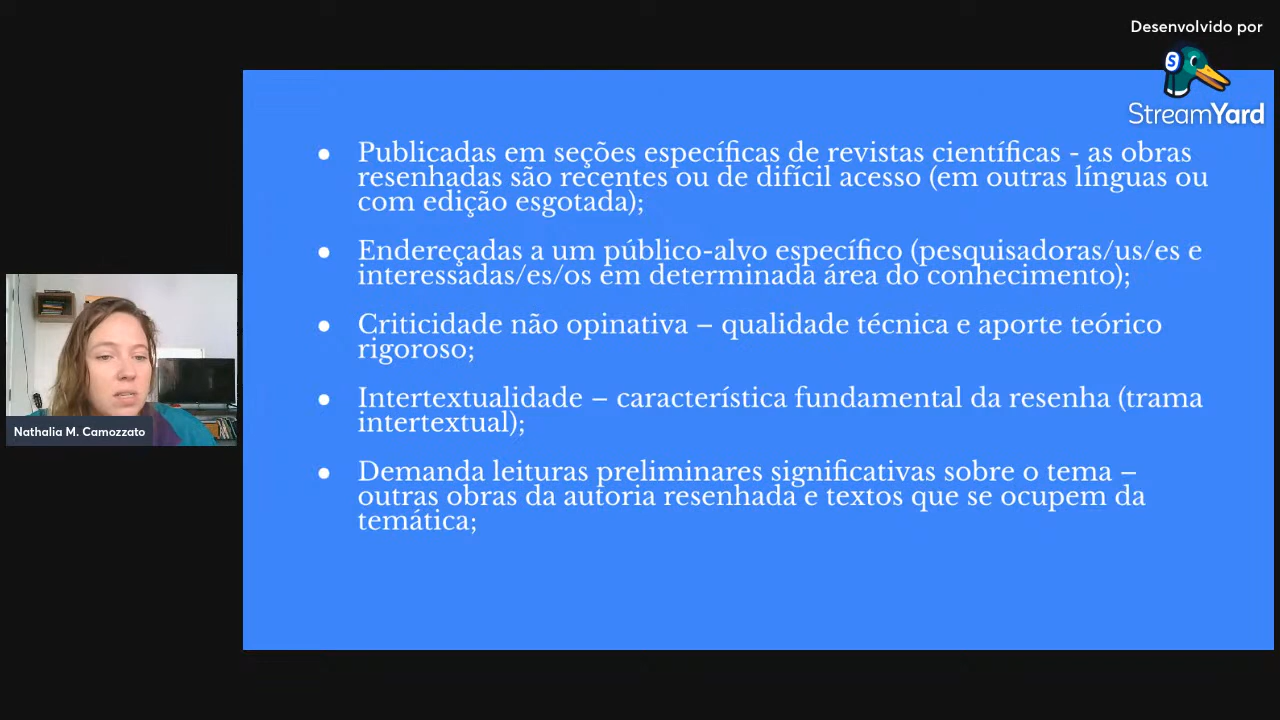 Desenvolvido por
S
StreamYard
● Publicadas em seções específicas de revistas científicas - as obras
resenhadas são recentes ou de difícil acesso (em outras línguas ou
com edição esgotada);
● Endereçadas a um público-alvo específico (pesquisadoras/us/es e
interessadas/es/os em determinada área do conhecimento);
● Criticidade não opinativa – qualidade técnica e aporte teórico
rigoroso;
● Intertextualidade – característica fundamental da resenha (trama
intertextual);
● Demanda leituras preliminares significativas sobre o tema –
outras obras da autoria resenhada e textos que se ocupem da
temática;
Nathalia M. Camozzato